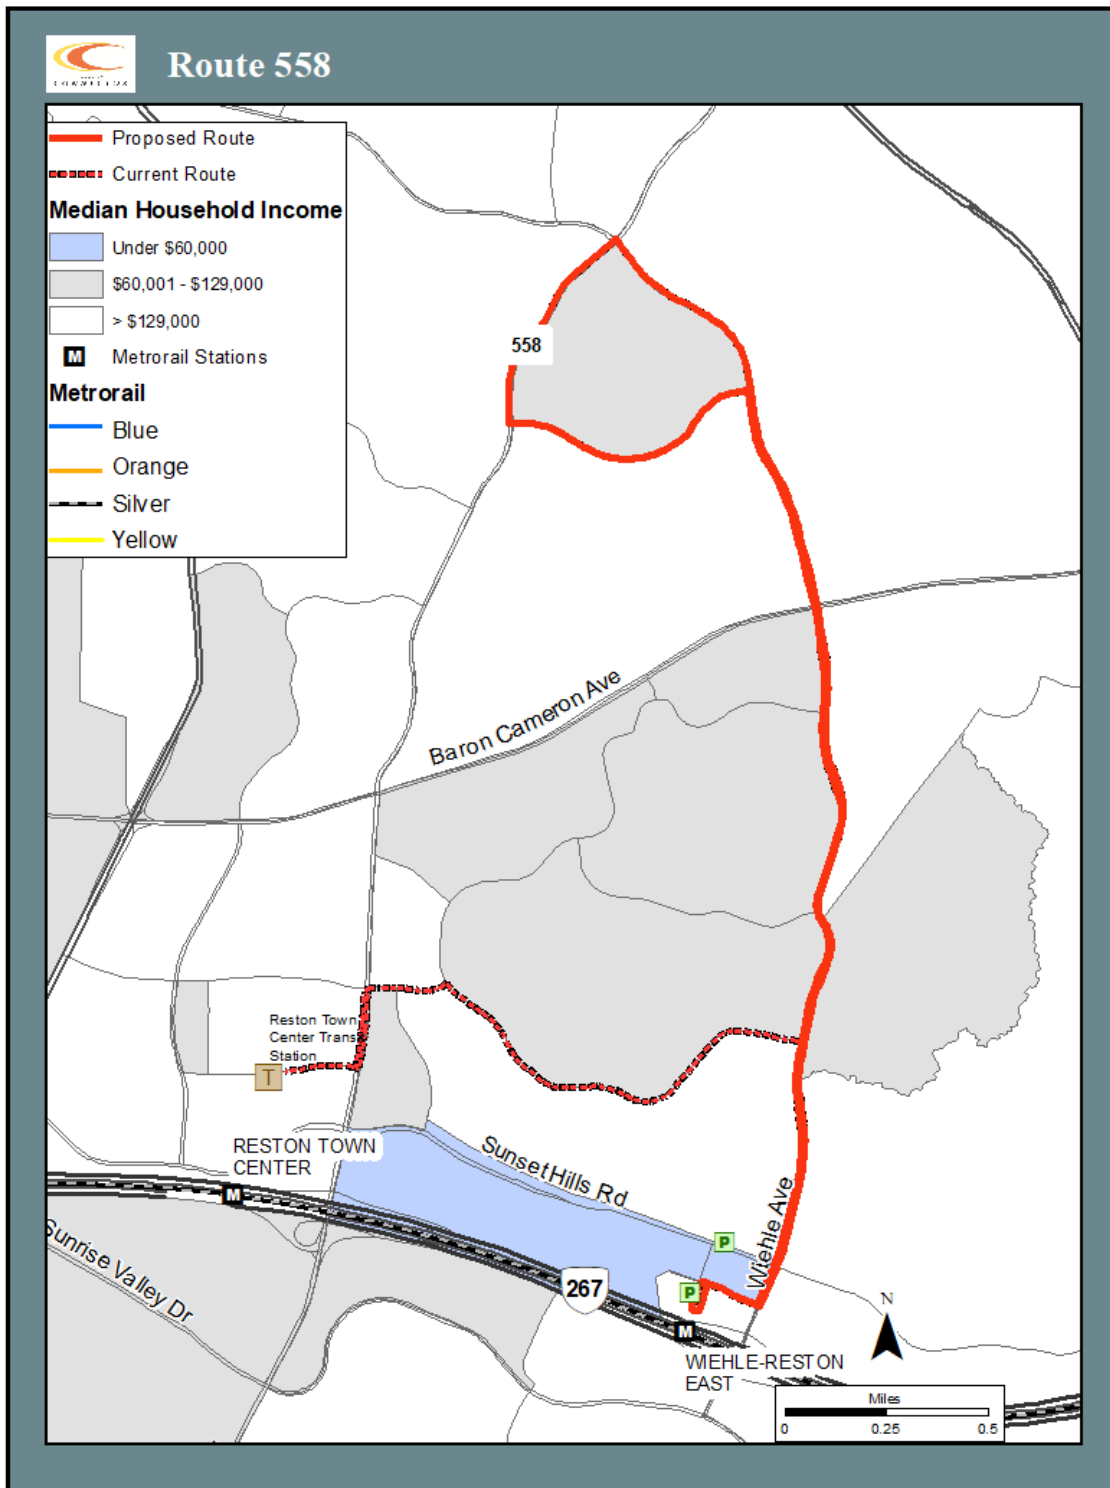 CONNECTOR
Route 558
Proposed Route
Current Route
Median Household Income
Under $60,000
$60,001 - $129,000
> $129,000
M
Metrorail Stations
Metrorail
Blue
Orange
Silver
Yellow
558
Baron Cameron Ave
Reston Town
Center Trans
Station
T
RESTON TOWN
CENTER
M
Sunset Hills Rd
Wiehle Ave
P
P
Sunrise Valley Dr
267
M
WIEHLE-RESTON
EAST
N
Miles
0
0.25
0.5